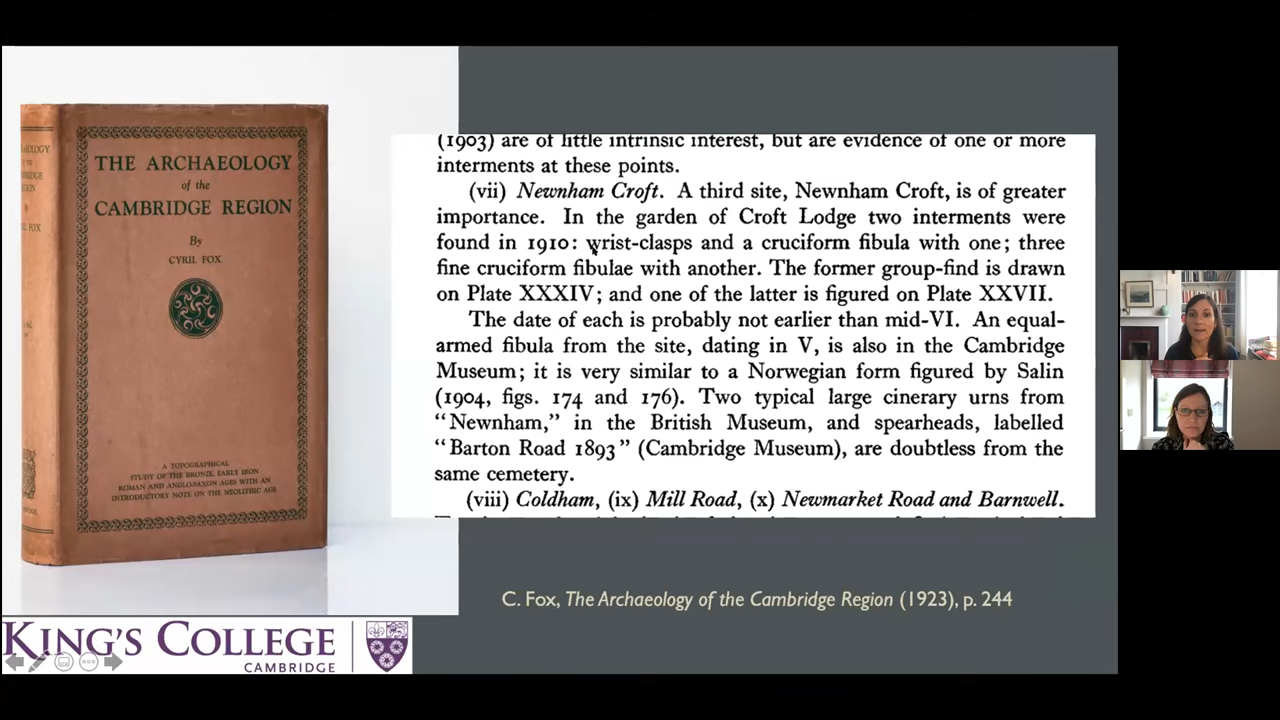 THE ARCHAEOLOGY
of the
CAMBRIDGE REGION
By
CYRIL FOX
A TOPOGRAPHICAL
STUDY OF THE BRONZE, EARLY IRON
ROMAN AND ANGLO-SAXON AGES WITH AN
INTRODUCTORY NOTE ON THE NEOLITHIC AGE
(1903) are of little intrinsic interest, but are evidence of one or more
interments at these points.
(vii) Newnham Croft. A third site, Newnham Croft, is of greater
importance. In the garden of Croft Lodge two interments were
found in 1910: wrist-clasps and a cruciform fibula with one; three
fine cruciform fibulae with another. The former group-find is drawn
on Plate XXXIV; and one of the latter is figured on Plate XXVII.
The date of each is probably not earlier than mid-VI. An equal-
armed fibula from the site, dating in V, is also in the Cambridge
Museum; it is very similar to a Norwegian form figured by Salin
(1904, figs. 174 and 176). Two typical large cinerary urns from
“Newnham,” in the British Museum, and spearheads, labelled
“Barton Road 1893” (Cambridge Museum), are doubtless from the
same cemetery.
(viii) Coldham, (ix) Mill Road, (x) Newmarket Road and Barnwell.
C. Fox, The Archaeology of the Cambridge Region (1923), p. 244
KING'S COLLEGE
CAMBRIDGE